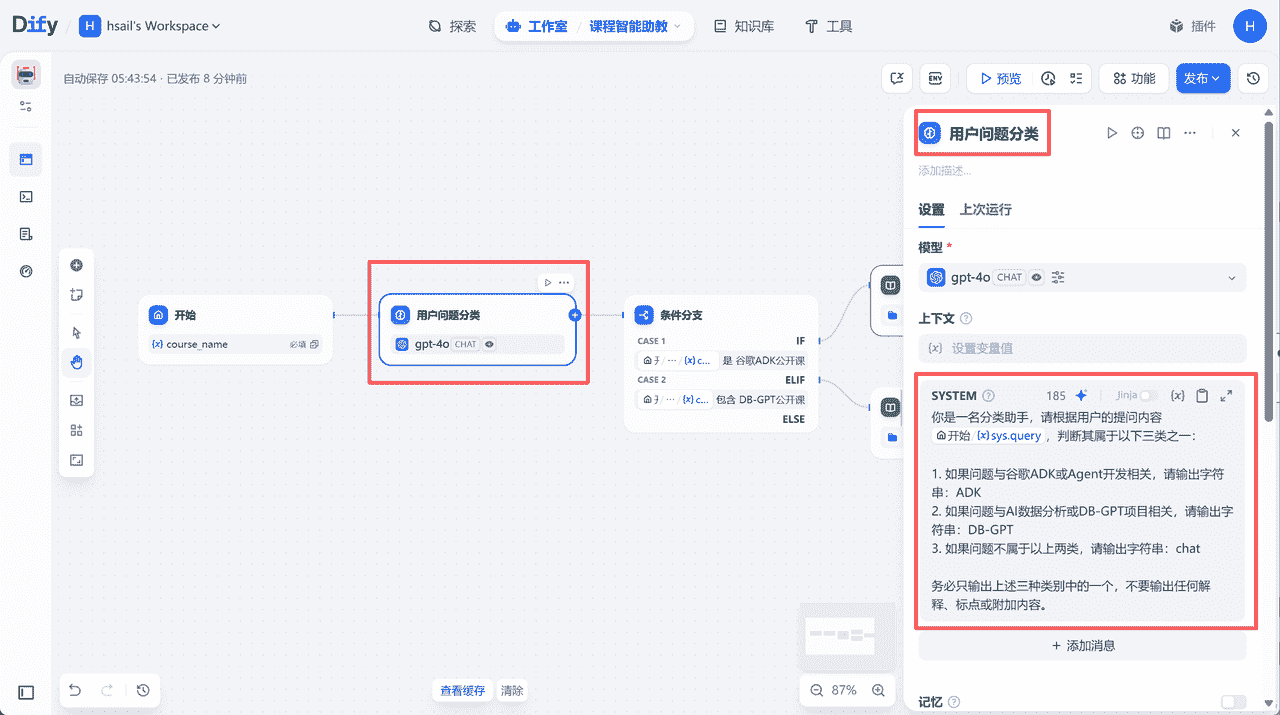 Dify
H
hsail's Workspace
探索
工作室
课程智能助教
知识库
工具
插件
H
自动保存 05:43:54 · 已发布 8 分钟前
ENV
预览
功能
发布
开始
{x} course_name
必填
用户问题分类
gpt-4o CHAT
条件分支
CASE 1
IF
开 / ··· / {x} c... 是 谷歌ADK公开课
CASE 2
ELIF
开 / ··· / {x} c... 包含 DB-GPT公开课
ELSE
查看缓存
清除
87%
用户问题分类
添加描述...
设置
上次运行
模型 *
gpt-4o CHAT
上下文
{x} 设置变量值
SYSTEM
185
Jinja
{x}
你是一名分类助手，请根据用户的提问内容
开始 / {x} sys.query ，判断其属于以下三类之一：
1. 如果问题与谷歌ADK或Agent开发相关，请输出字符
串：ADK
2. 如果问题与AI数据分析或DB-GPT项目相关，请输出字
符串：DB-GPT
3. 如果问题不属于以上两类，请输出字符串：chat
务必只输出上述三种类别中的一个，不要输出任何解
释、标点或附加内容。
+ 添加消息
记忆